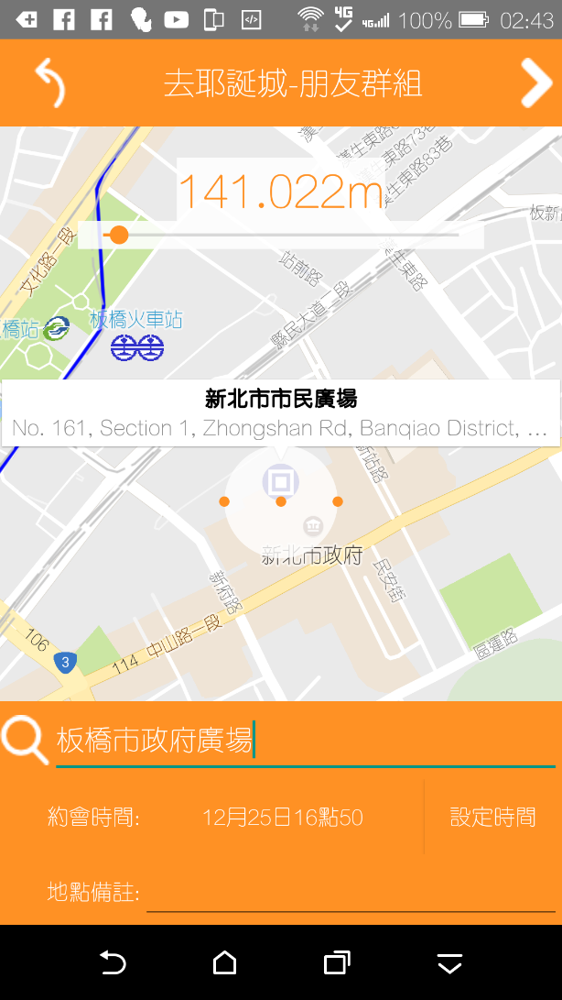 4G
4G
100%
02:43
去耶誕城-朋友群組
漢生東路
漢生東路73巷
漢生東路83巷
141.022m
板新
文化路一段
站前路
漢生東路
縣民大道二段
橋站
板橋火車站
新北市市民廣場
No. 161, Section 1, Zhongshan Rd, Banqiao District, ...
新站路
新北市政府
新府路
民安街
106
3
114
中山路一段
區運路
板橋市政府廣場
約會時間:
12月25日16點50
設定時間
地點備註: